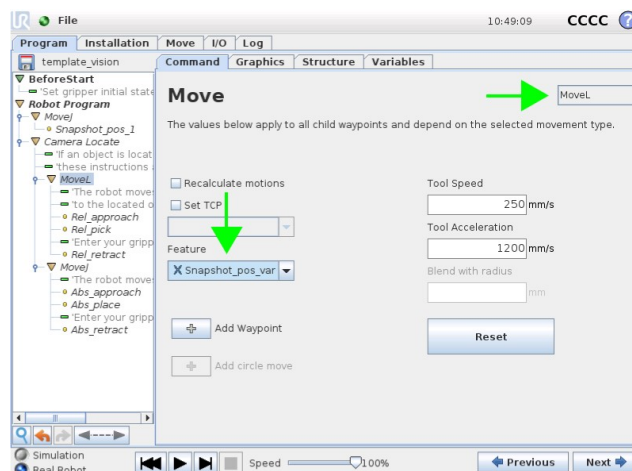 File
10:49:09
CCCC
?
Program
Installation
Move
I/O
Log
template_vision
Command
Graphics
Structure
Variables
BeforeStart
'Set gripper initial state
Robot Program
MoveJ
Snapshot_pos_1
Camera Locate
'If an object is locat
'these instructions
MoveL
'The robot moves
'to the located o
Rel_approach
Rel_pick
'Enter your gripp
Rel_retract
MoveJ
'The robot moves
Abs_approach
Abs_place
'Enter your gripp
Abs_retract
Move
MoveL
The values below apply to all child waypoints and depend on the selected movement type.
Recalculate motions
Set TCP
Feature
Snapshot_pos_var
Add Waypoint
Add circle move
Tool Speed
250 mm/s
Tool Acceleration
1200 mm/s
Blend with radius
mm
Reset
Simulation
Real Robot
Speed
100%
Previous
Next